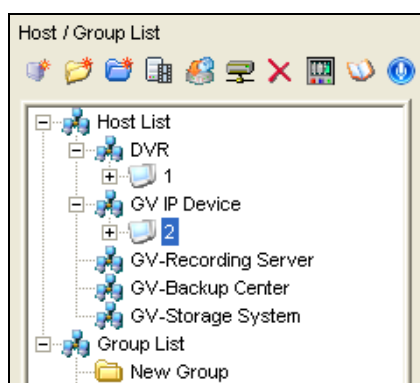 Host / Group List
Host List
DVR
1
GV IP Device
2
GV-Recording Server
GV-Backup Center
GV-Storage System
Group List
New Group